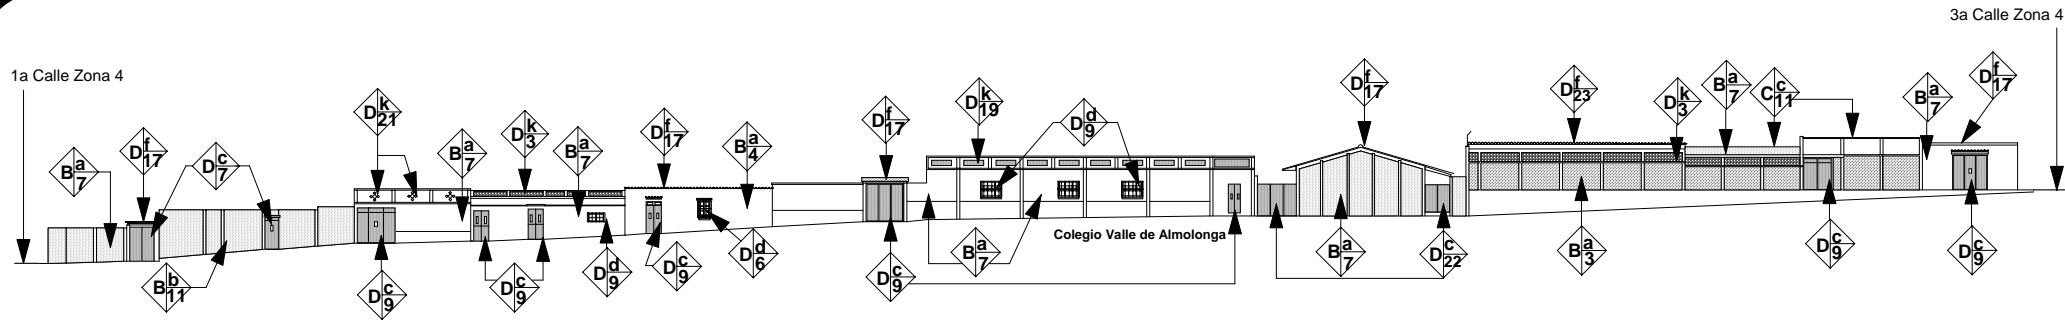 3a Calle Zona 4
1a Calle Zona 4
B a 7
D f 17
D c 7
B b 11
D k 21
D c 9
B a 7
D k 3
D c 9
B a 7
D d 9
D f 17
D c 9
B a 4
D d 6
D f 17
D c 9
B a 7
D k 19
D d 9
Colegio Valle de Almolonga
D f 17
B a 7
D c 22
D f 23
B a 3
D k 3
B a 7
C c 11
D c 9
B a 7
D f 17
D c 9